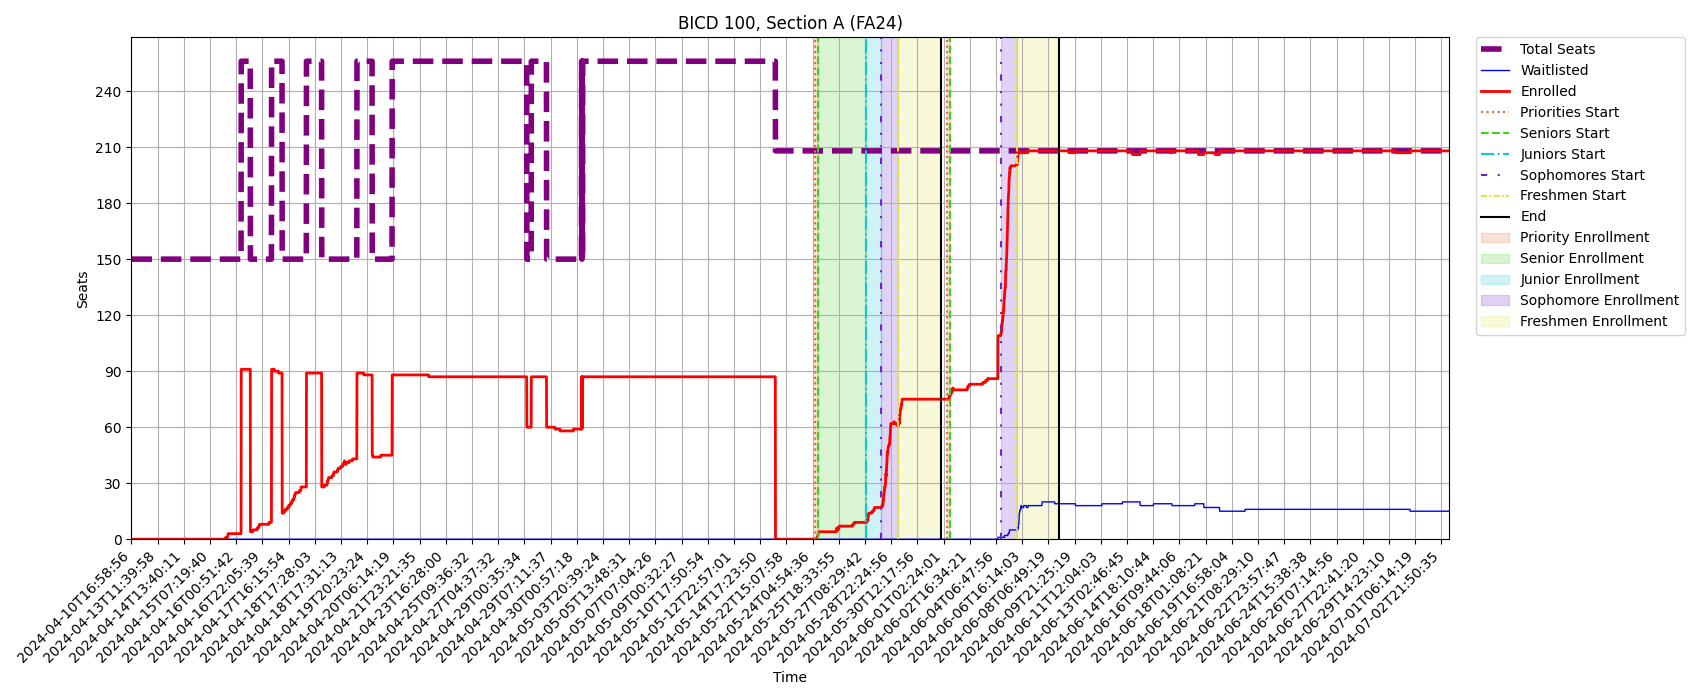 BICD 100, Section A (FA24)
Total Seats
Waitlisted
Enrolled
Priorities Start
Seniors Start
Juniors Start
Sophomores Start
Freshmen Start
End
Priority Enrollment
Senior Enrollment
Junior Enrollment
Sophomore Enrollment
Freshmen Enrollment
Seats
240
210
180
150
120
90
60
30
0
2024-04-10T16:58:56
2024-04-13T11:39:58
2024-04-14T13:40:11
2024-04-15T07:19:40
2024-04-16T00:51:42
2024-04-16T22:05:39
2024-04-17T16:15:54
2024-04-18T17:28:03
2024-04-18T17:31:13
2024-04-19T20:23:24
2024-04-20T06:14:19
2024-04-21T23:21:35
2024-04-23T16:28:00
2024-04-25T09:36:32
2024-04-27T04:37:32
2024-04-29T00:35:34
2024-04-29T07:11:37
2024-04-30T00:57:18
2024-05-03T20:39:24
2024-05-05T13:48:31
2024-05-07T07:04:26
2024-05-09T00:32:27
2024-05-10T17:50:54
2024-05-12T22:57:01
2024-05-14T17:23:50
2024-05-22T15:07:58
2024-05-24T04:54:36
2024-05-25T18:33:55
2024-05-27T08:29:42
2024-05-28T22:24:56
2024-05-30T12:17:56
2024-06-01T02:24:01
2024-06-02T16:34:21
2024-06-04T06:47:56
2024-06-06T16:14:03
2024-06-08T06:49:19
2024-06-09T21:25:19
2024-06-11T12:04:03
2024-06-13T02:46:45
2024-06-14T18:10:44
2024-06-16T09:44:06
2024-06-18T01:08:21
2024-06-19T16:58:04
2024-06-21T08:29:10
2024-06-22T23:57:47
2024-06-24T15:38:38
2024-06-26T07:14:56
2024-06-27T22:41:20
2024-06-29T14:23:10
2024-07-01T06:14:19
2024-07-02T21:50:35
Time